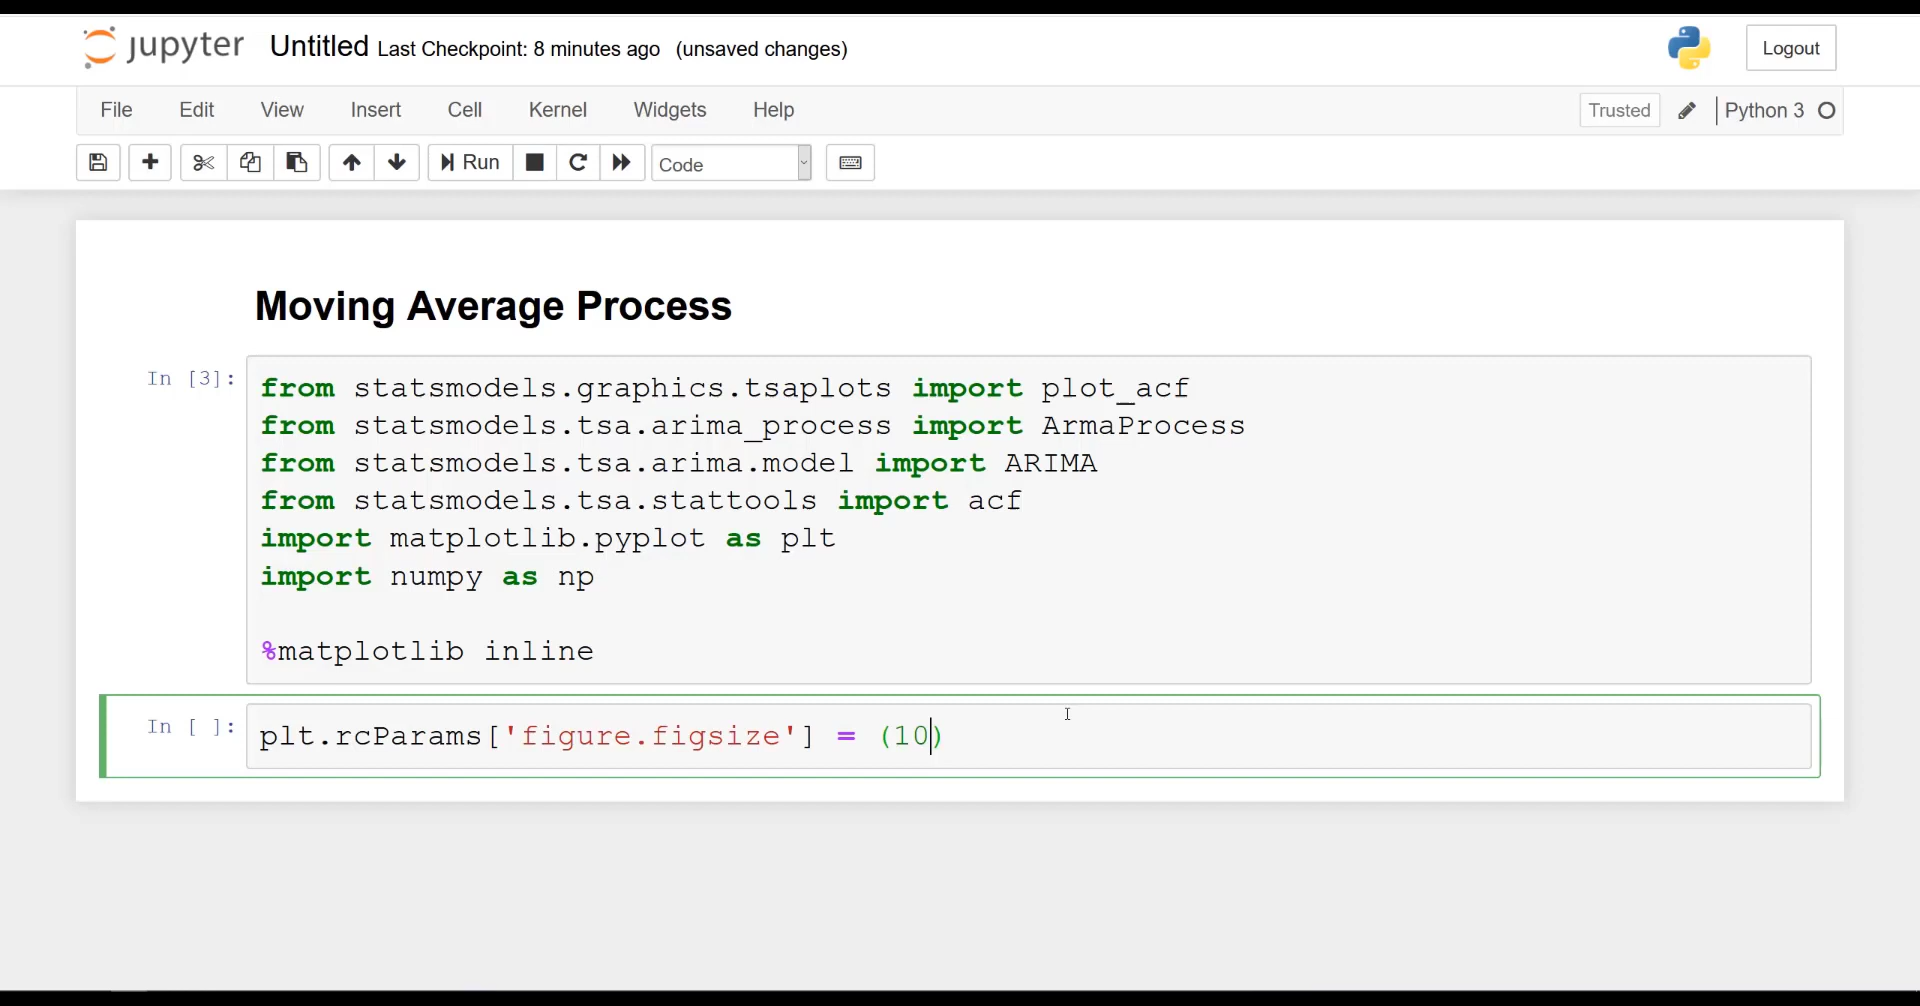 jupyter Untitled Last Checkpoint: 8 minutes ago (unsaved changes) Logout
File Edit View Insert Cell Kernel Widgets Help Trusted Python 3
Run Code
Moving Average Process
In [3]:
from statsmodels.graphics.tsaplots import plot_acf
from statsmodels.tsa.arima_process import ArmaProcess
from statsmodels.tsa.arima.model import ARIMA
from statsmodels.tsa.stattools import acf
import matplotlib.pyplot as plt
import numpy as np
%matplotlib inline
In [ ]:
plt.rcParams['figure.figsize'] = (10)